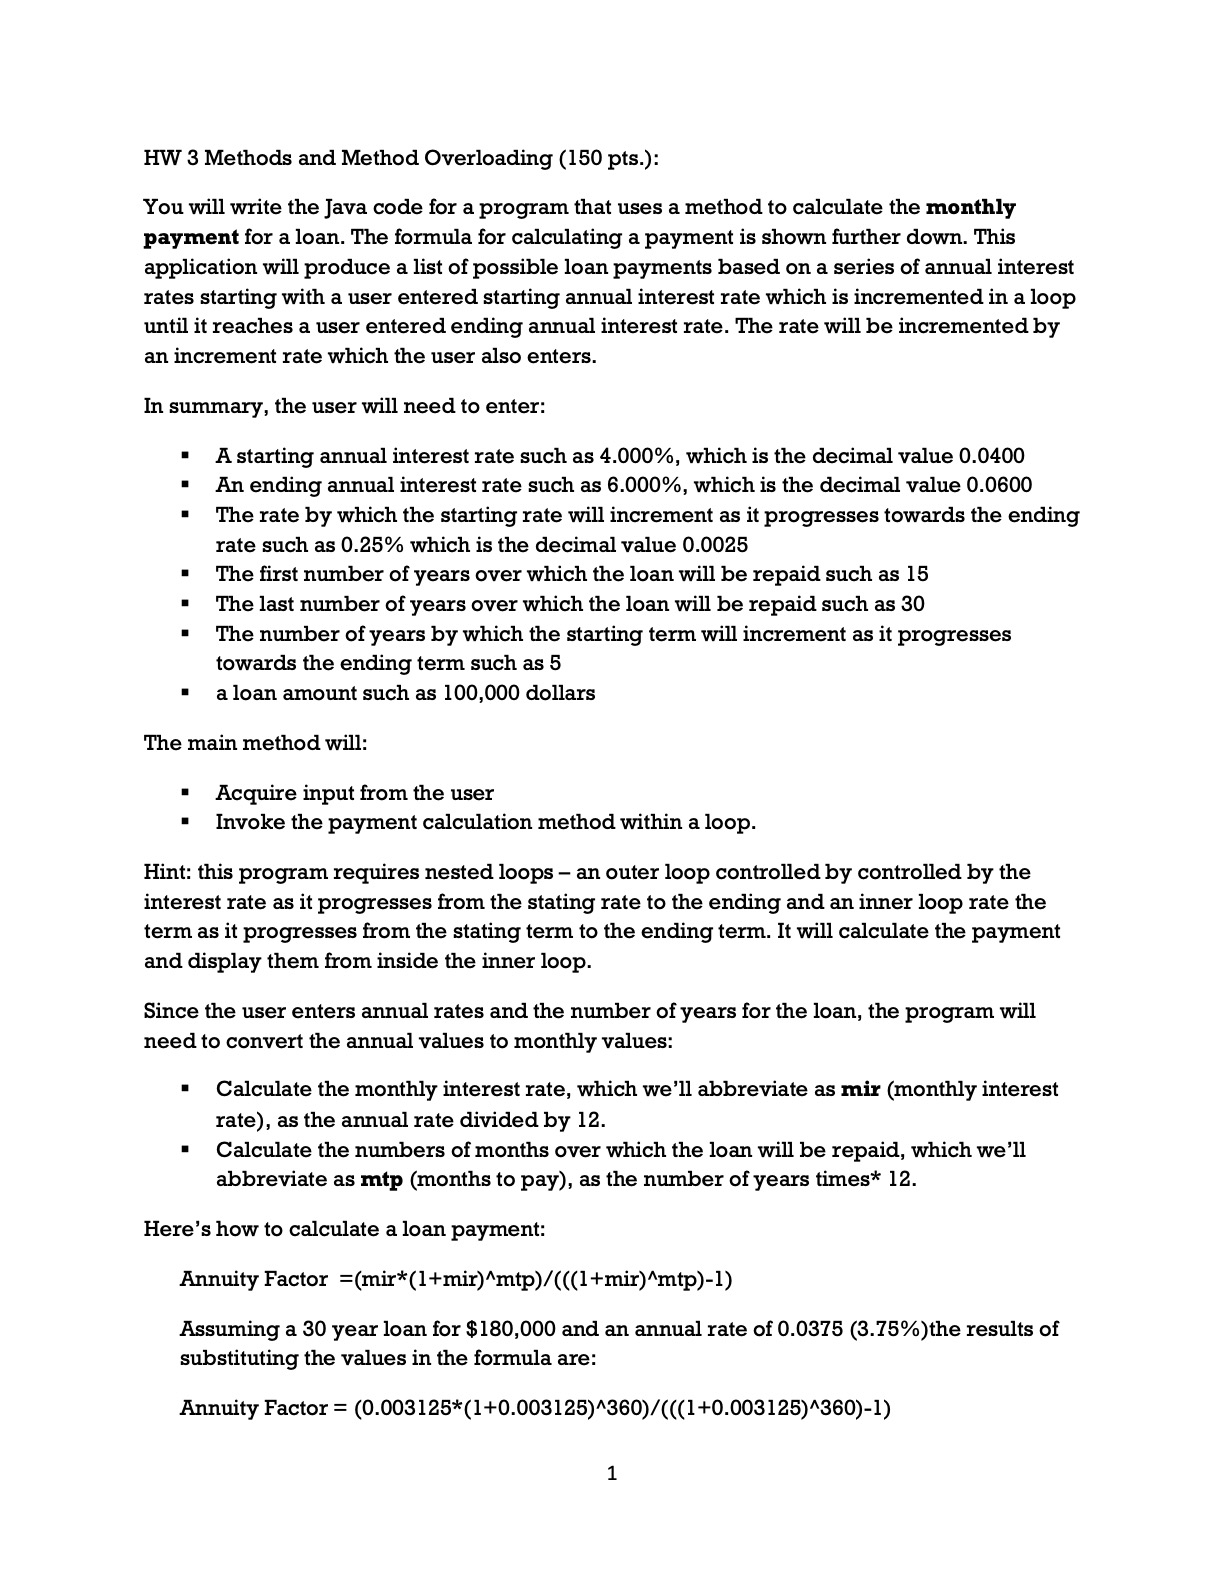 HW 3 Methods and Method Overloading (150 pts.):
You will write the Java code for a program that uses a method to calculate the monthly
payment for a loan. The formula for calculating a payment is shown further down. This
application will produce a list of possible loan payments based on a series of annual interest
rates starting with a user entered starting annual interest rate which is incremented in a loop
until it reaches a user entered ending annual interest rate. The rate will be incremented by
an increment rate which the user also enters.
In summary, the user will need to enter:
▪ A starting annual interest rate such as 4.000%, which is the decimal value 0.0400
▪ An ending annual interest rate such as 6.000%, which is the decimal value 0.0600
▪ The rate by which the starting rate will increment as it progresses towards the ending
rate such as 0.25% which is the decimal value 0.0025
▪ The first number of years over which the loan will be repaid such as 15
▪ The last number of years over which the loan will be repaid such as 30
▪ The number of years by which the starting term will increment as it progresses
towards the ending term such as 5
▪ a loan amount such as 100,000 dollars
The main method will:
▪ Acquire input from the user
▪ Invoke the payment calculation method within a loop.
Hint: this program requires nested loops – an outer loop controlled by controlled by the
interest rate as it progresses from the stating rate to the ending and an inner loop rate the
term as it progresses from the stating term to the ending term. It will calculate the payment
and display them from inside the inner loop.
Since the user enters annual rates and the number of years for the loan, the program will
need to convert the annual values to monthly values:
▪ Calculate the monthly interest rate, which we’ll abbreviate as mir (monthly interest
rate), as the annual rate divided by 12.
▪ Calculate the numbers of months over which the loan will be repaid, which we’ll
abbreviate as mtp (months to pay), as the number of years times* 12.
Here’s how to calculate a loan payment:
Annuity Factor =(mir*(1+mir)^mtp)/(((1+mir)^mtp)-1)
Assuming a 30 year loan for $180,000 and an annual rate of 0.0375 (3.75%)the results of
substituting the values in the formula are:
Annuity Factor = (0.003125*(1+0.003125)^360)/(((1+0.003125)^360)-1)
1